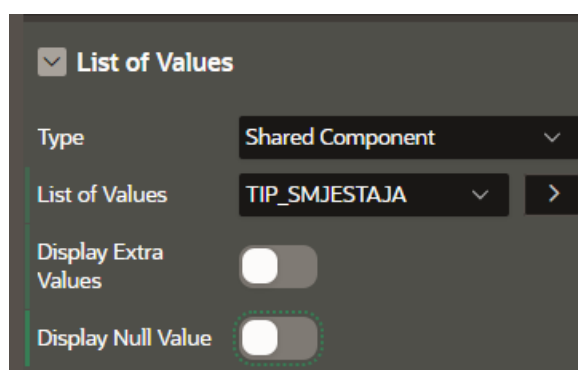 List of Values
Type Shared Component
List of Values TIP_SMJESTAJA
Display Extra
Values
Display Null Value